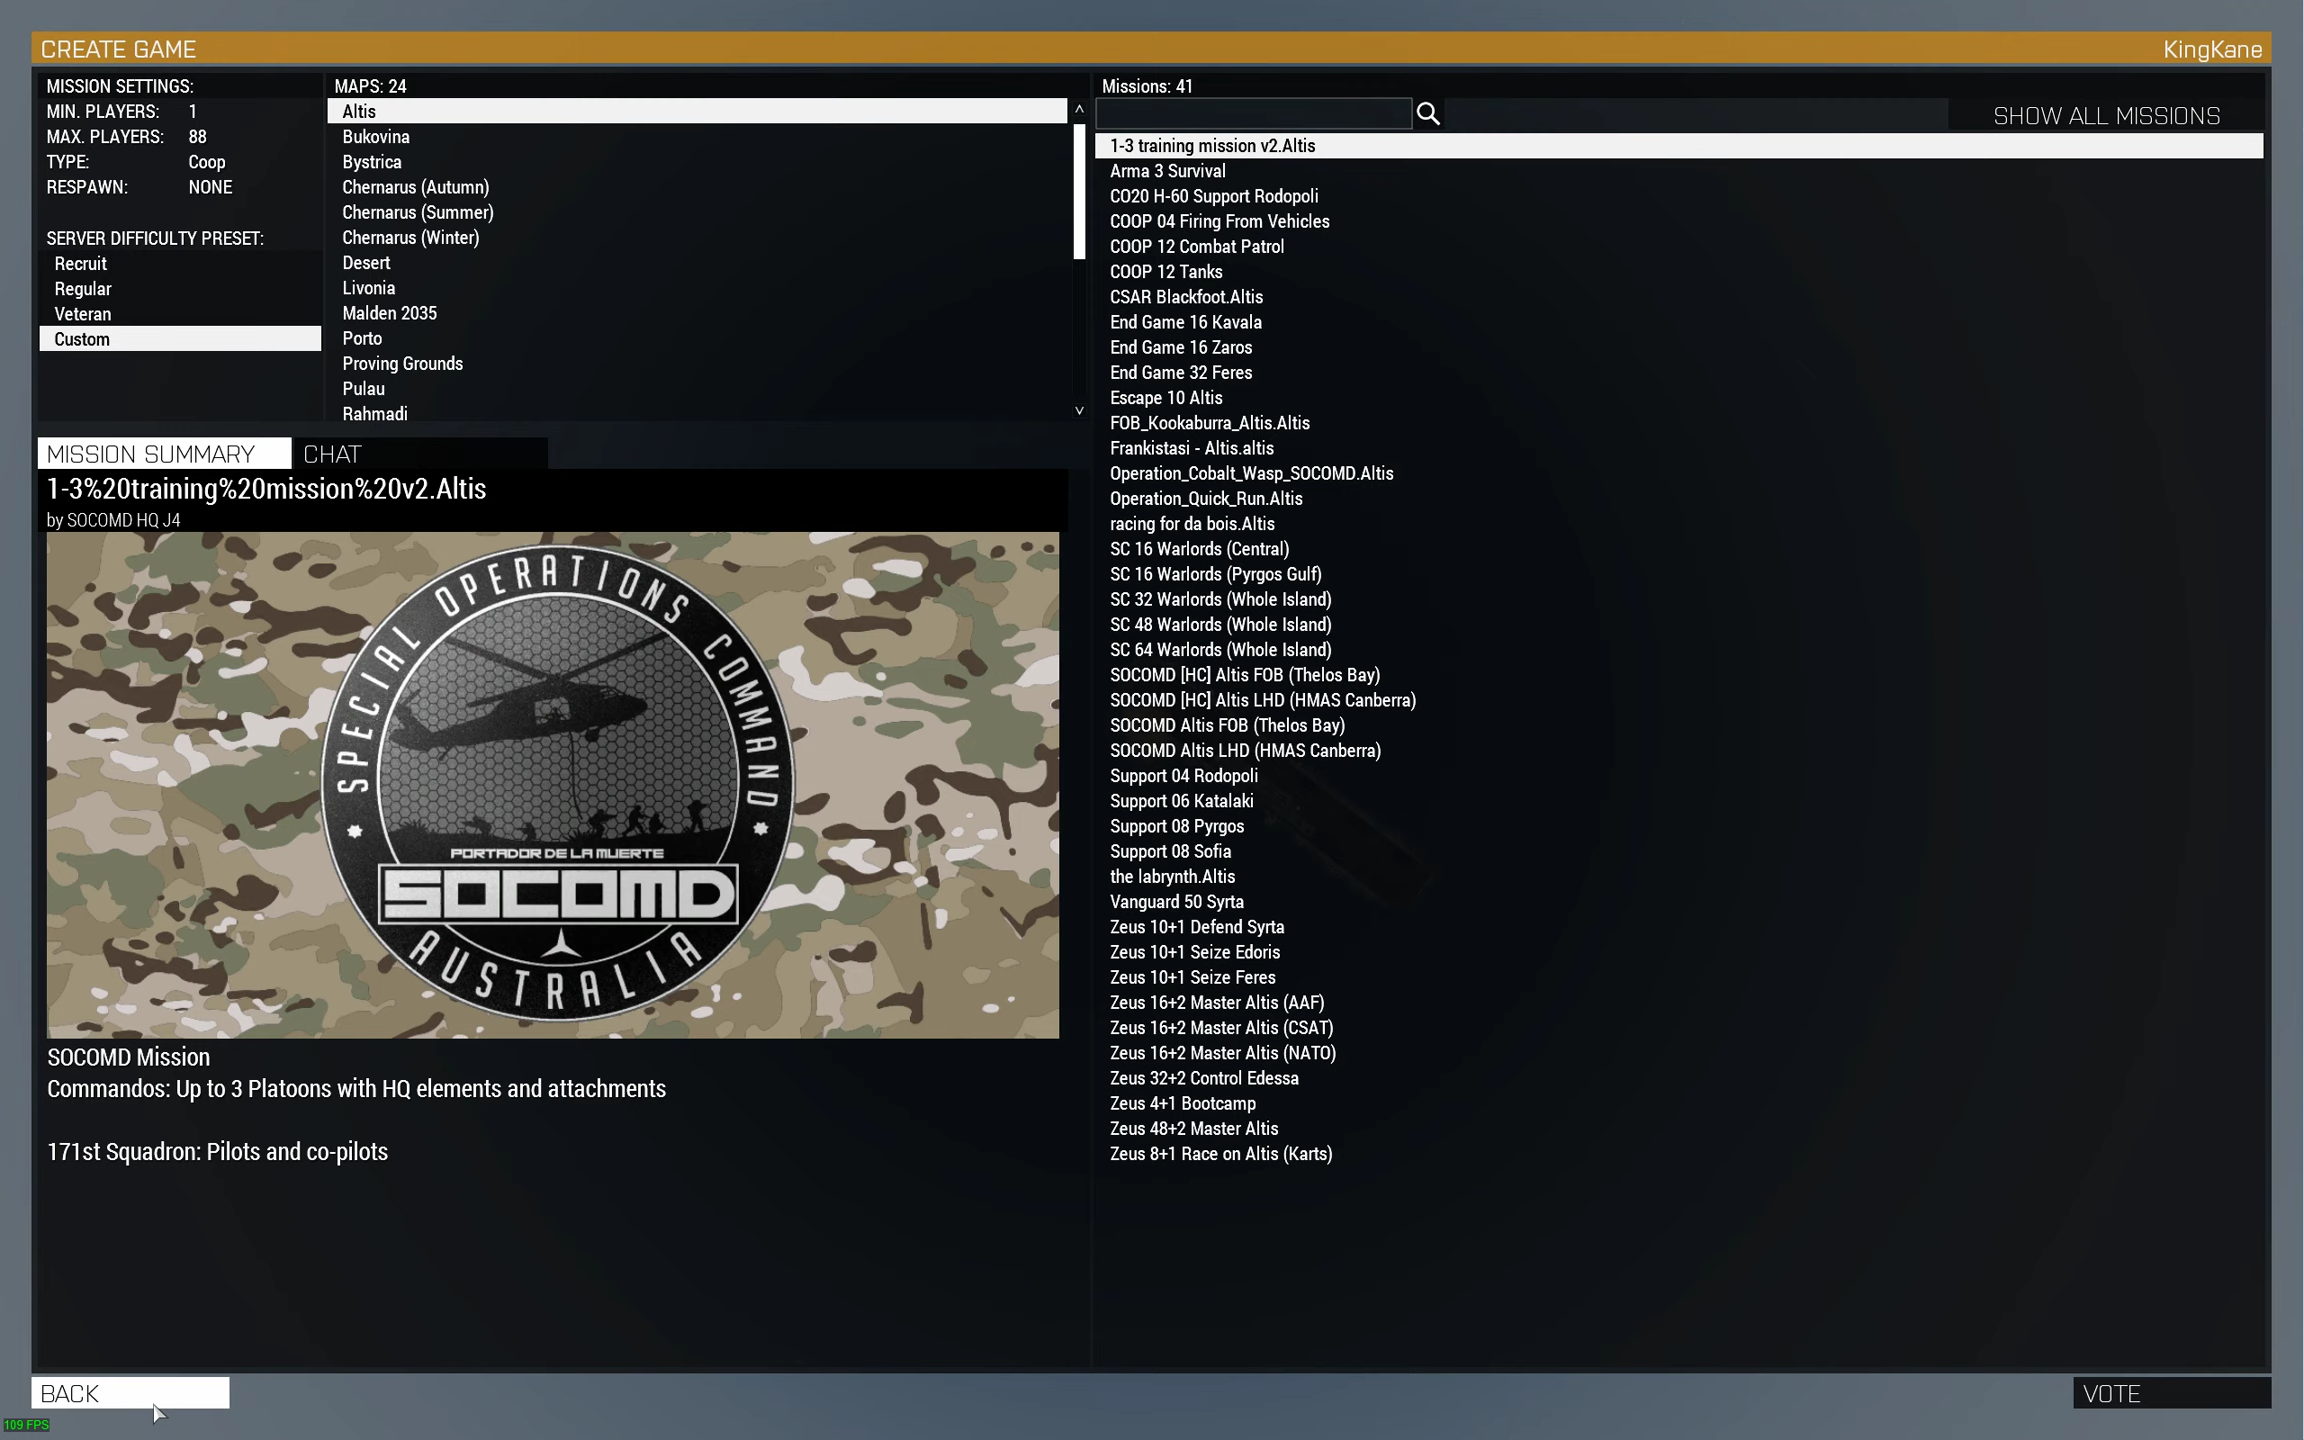 CREATE GAME
KingKane
MISSION SETTINGS:
MIN. PLAYERS: 1
MAX. PLAYERS: 88
TYPE: Coop
RESPAWN: NONE
SERVER DIFFICULTY PRESET:
Recruit
Regular
Veteran
Custom
MAPS: 24
Altis
Bukovina
Bystrica
Chernarus (Autumn)
Chernarus (Summer)
Chernarus (Winter)
Desert
Livonia
Malden 2035
Porto
Proving Grounds
Pulau
Rahmadi
MISSION SUMMARY
CHAT
1-3%20training%20mission%20v2.Altis
by SOCOMD HQ J4
SPECIAL OPERATIONS COMMAND
PORTADOR DE LA MUERTE
SOCOMD
AUSTRALIA
SOCOMD Mission
Commandos: Up to 3 Platoons with HQ elements and attachments
171st Squadron: Pilots and co-pilots
Missions: 41
SHOW ALL MISSIONS
1-3 training mission v2.Altis
Arma 3 Survival
CO20 H-60 Support Rodopoli
COOP 04 Firing From Vehicles
COOP 12 Combat Patrol
COOP 12 Tanks
CSAR Blackfoot.Altis
End Game 16 Kavala
End Game 16 Zaros
End Game 32 Feres
Escape 10 Altis
FOB_Kookaburra_Altis.Altis
Frankistasi - Altis.altis
Operation_Cobalt_Wasp_SOCOMD.Altis
Operation_Quick_Run.Altis
racing for da bois.Altis
SC 16 Warlords (Central)
SC 16 Warlords (Pyrgos Gulf)
SC 32 Warlords (Whole Island)
SC 48 Warlords (Whole Island)
SC 64 Warlords (Whole Island)
SOCOMD [HC] Altis FOB (Thelos Bay)
SOCOMD [HC] Altis LHD (HMAS Canberra)
SOCOMD Altis FOB (Thelos Bay)
SOCOMD Altis LHD (HMAS Canberra)
Support 04 Rodopoli
Support 06 Katalaki
Support 08 Pyrgos
Support 08 Sofia
the labrynth.Altis
Vanguard 50 Syrta
Zeus 10+1 Defend Syrta
Zeus 10+1 Seize Edoris
Zeus 10+1 Seize Feres
Zeus 16+2 Master Altis (AAF)
Zeus 16+2 Master Altis (CSAT)
Zeus 16+2 Master Altis (NATO)
Zeus 32+2 Control Edessa
Zeus 4+1 Bootcamp
Zeus 48+2 Master Altis
Zeus 8+1 Race on Altis (Karts)
BACK
VOTE
109 FPS